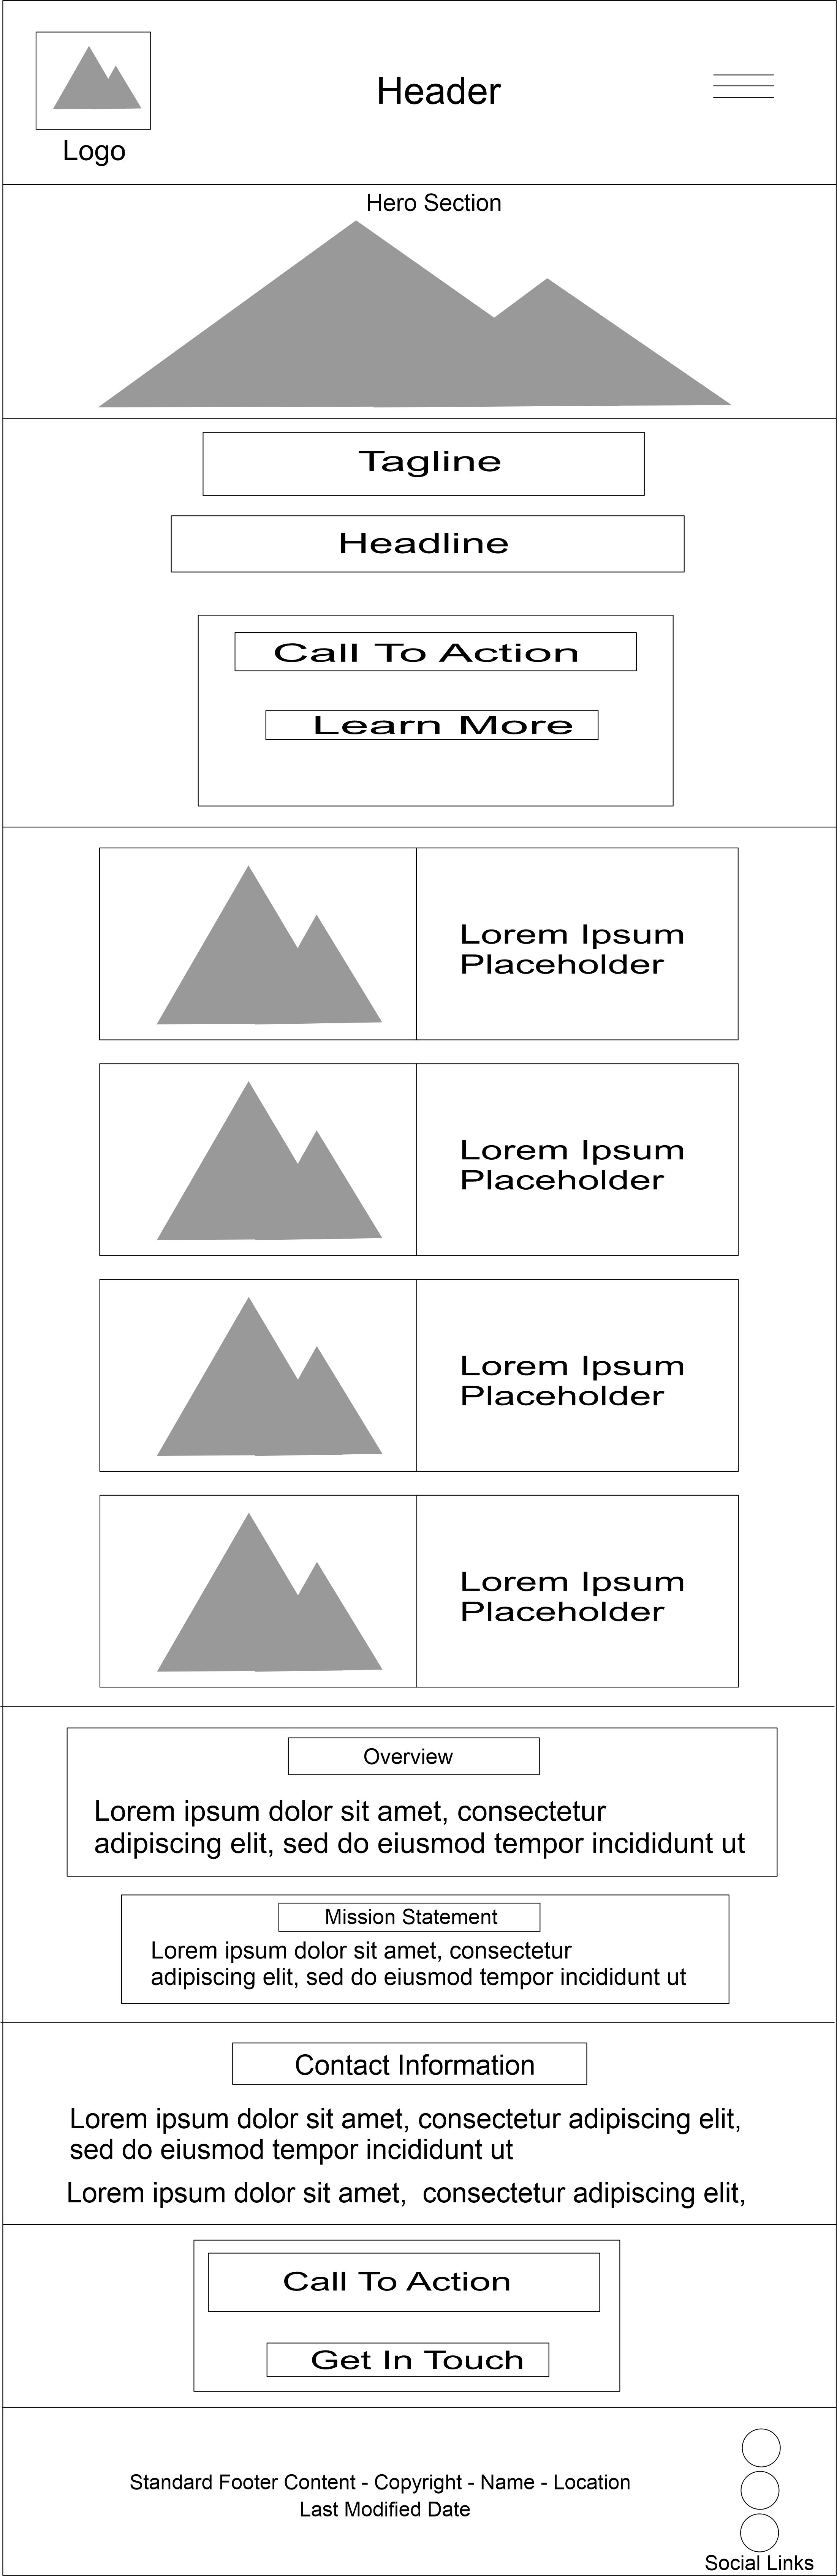 Header
Logo
Hero Section
Tagline
Headline
Call To Action
Learn More
Lorem Ipsum
Placeholder
Lorem Ipsum
Placeholder
Lorem Ipsum
Placeholder
Lorem Ipsum
Placeholder
Overview
Lorem ipsum dolor sit amet, consectetur
adipiscing elit, sed do eiusmod tempor incididunt ut
Mission Statement
Lorem ipsum dolor sit amet, consectetur
adipiscing elit, sed do eiusmod tempor incididunt ut
Contact Information
Lorem ipsum dolor sit amet, consectetur adipiscing elit,
sed do eiusmod tempor incididunt ut
Lorem ipsum dolor sit amet,  consectetur adipiscing elit,
Call To Action
Get In Touch
Standard Footer Content - Copyright - Name - Location
Last Modified Date
Social Links